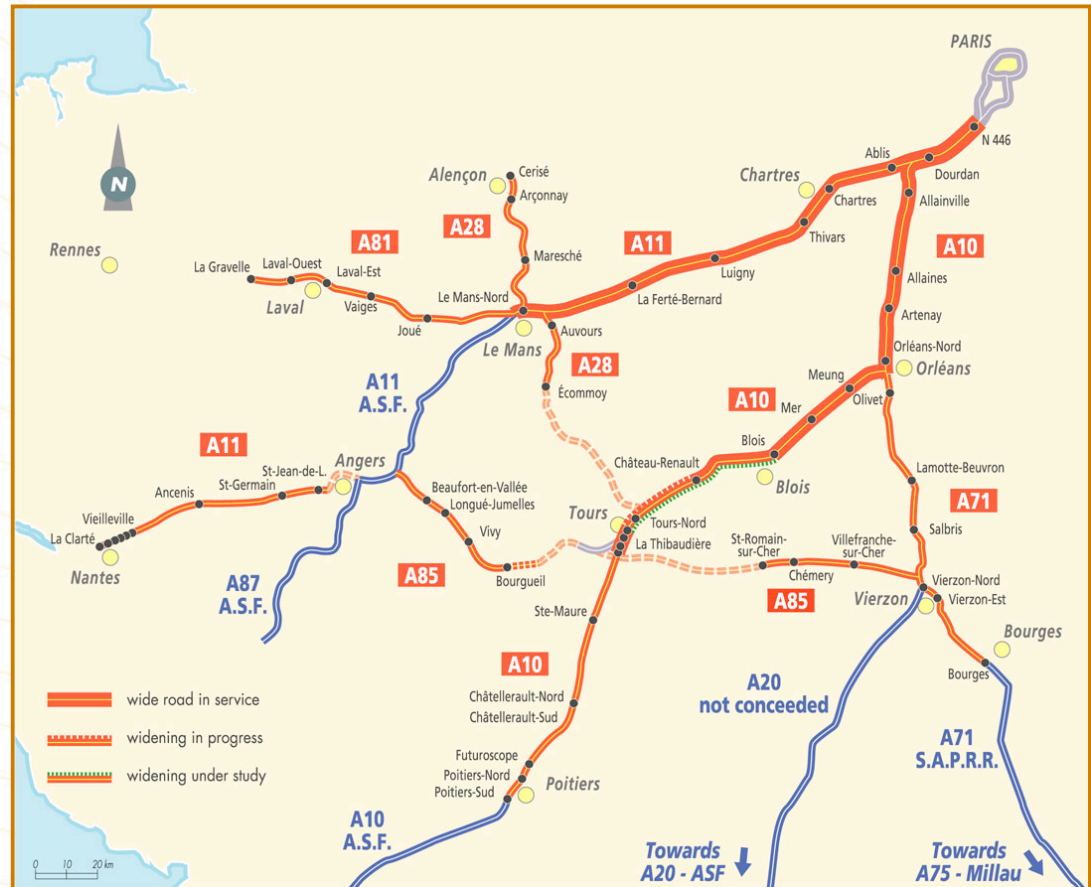 PARIS
N 446
Ablis
Dourdan
Alençon
Cerisé
Arçonnay
Chartres
Chartres
Allainville
A28
A81
A11
A10
Thivars
Rennes
La Gravelle
Laval-Ouest
Laval-Est
Maresché
Luigny
Allaines
Laval
Vaiges
Le Mans-Nord
La Ferté-Bernard
Joué
Auvours
Artenay
Le Mans
Orléans-Nord
A28
Orléans
A11
A.S.F.
Écommoy
Meung
Olivet
A10
Mer
A11
Blois
Angers
St-Jean-de-L.
St-Germain
Château-Renault
Lamotte-Beuvron
Ancenis
Beaufort-en-Vallée
Longué-Jumelles
Blois
A71
Vieilleville
Tours
Tours-Nord
Salbris
La Clarté
Vivy
La Thibaudière
St-Romain-
sur-Cher
Villefranche-
sur-Cher
Nantes
A85
Bourgueil
Chémery
Vierzon-Nord
A87
A.S.F.
A85
Vierzon
Vierzon-Est
Ste-Maure
Bourges
A10
Bourges
A20
not conceeded
Châtellerault-Nord
Châtellerault-Sud
wide road in service
widening in progress
A71
S.A.P.R.R.
Futuroscope
widening under study
Poitiers-Nord
Poitiers-Sud
Poitiers
A10
A.S.F.
Towards
A20 - ASF
Towards
A75 - Millau
0 10 20 km
N